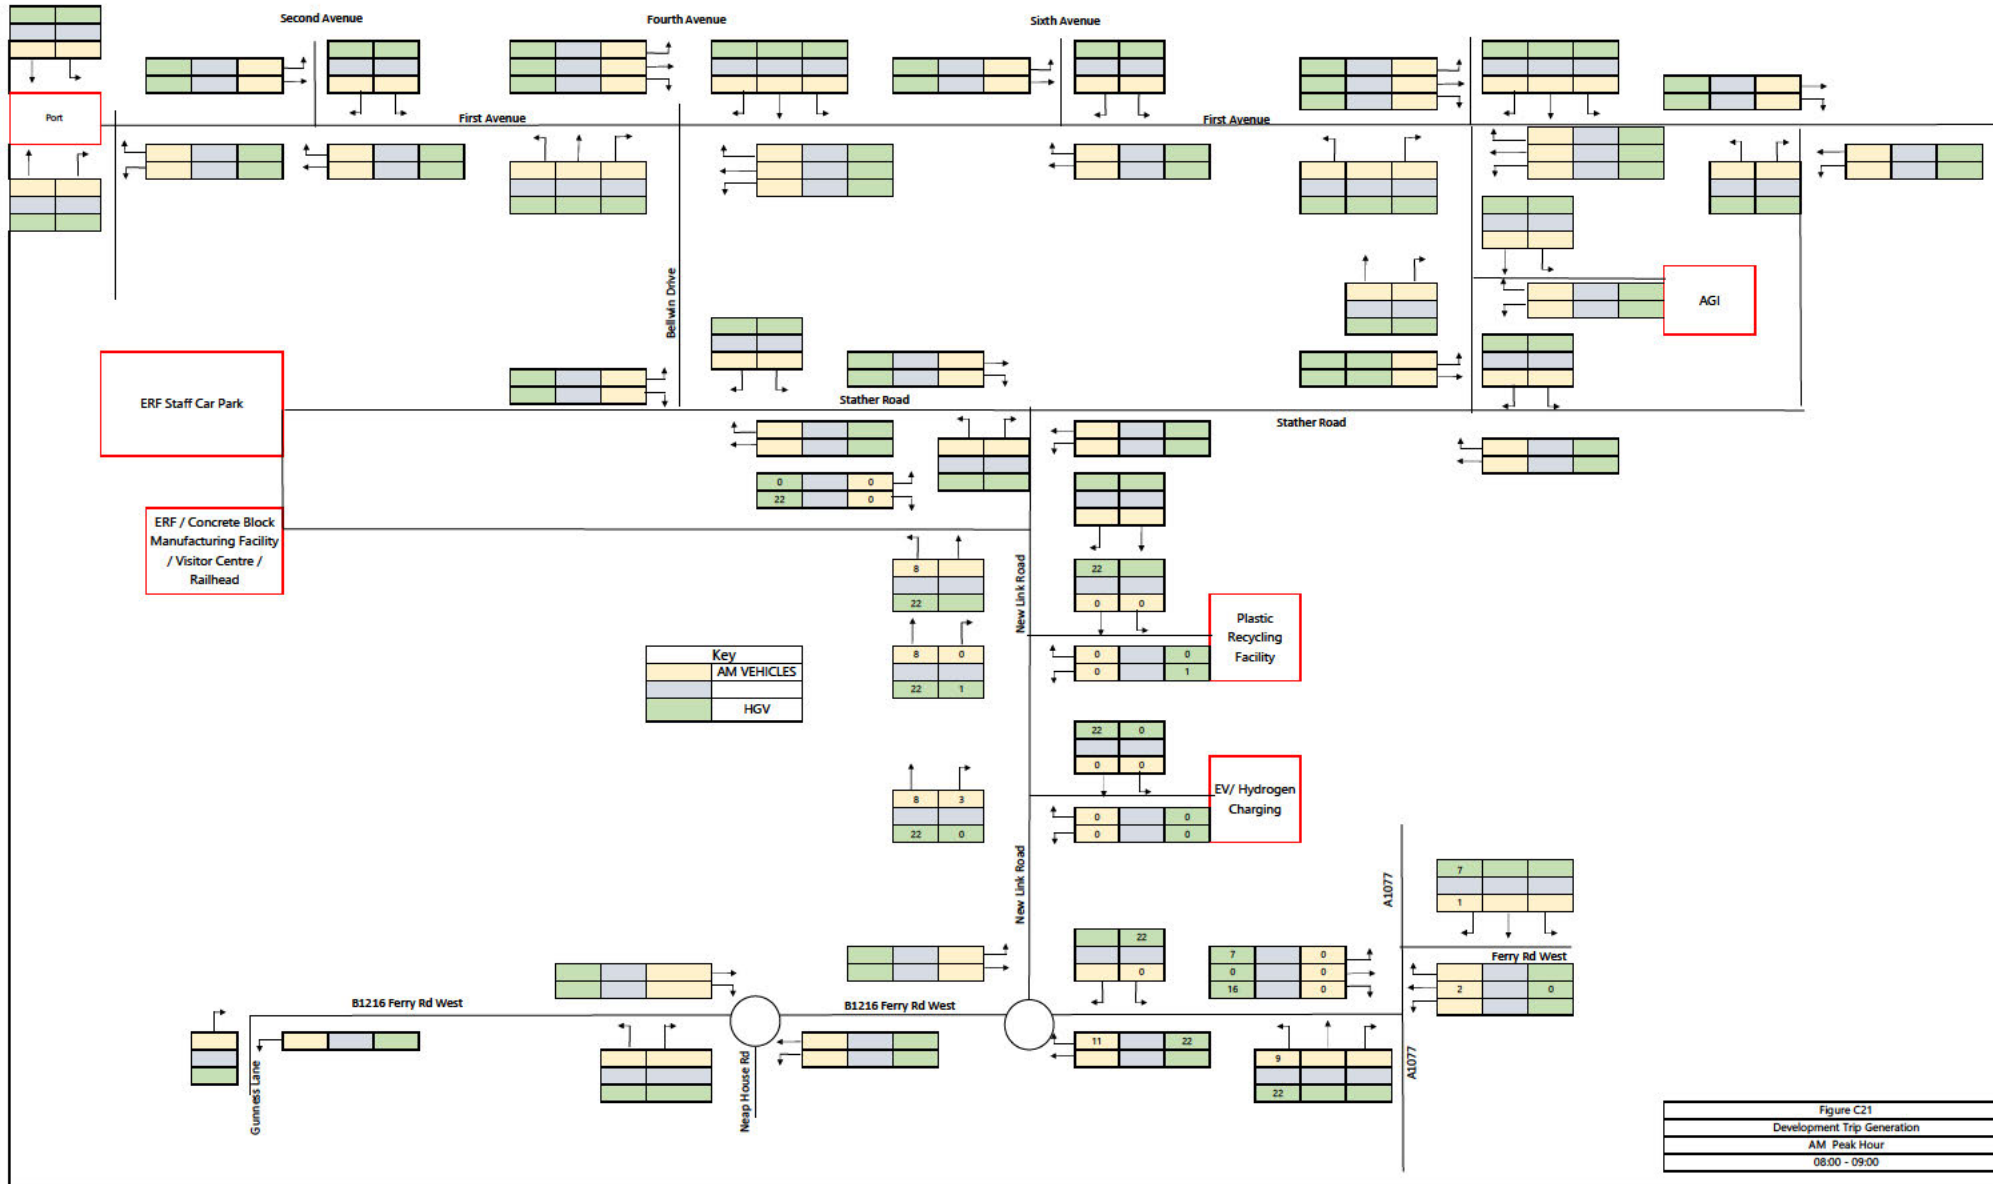 Second Avenue
Fourth Avenue
Sixth Avenue
Port
First Avenue
First Avenue
Bellwin Drive
AGI
ERF Staff Car Park
Stather Road
Stather Road
0 0
22 0
ERF / Concrete Block
Manufacturing Facility
/ Visitor Centre /
Railhead
New Link Road
8
22
22
0 0
Plastic
Recycling
Facility
8 0
22 1
0 0
0 1
Key
AM VEHICLES
HGV
22 0
0 0
EV/ Hydrogen
Charging
8 3
22 0
0 0
0 0
New Link Road
A1077
7
1
22
0
7 0
0 0
16 0
Ferry Rd West
2 0
B1216 Ferry Rd West
B1216 Ferry Rd West
11 22
9
22
Gunness Lane
Neap House Rd
A1077
Figure C21
Development Trip Generation
AM Peak Hour
08:00 - 09:00